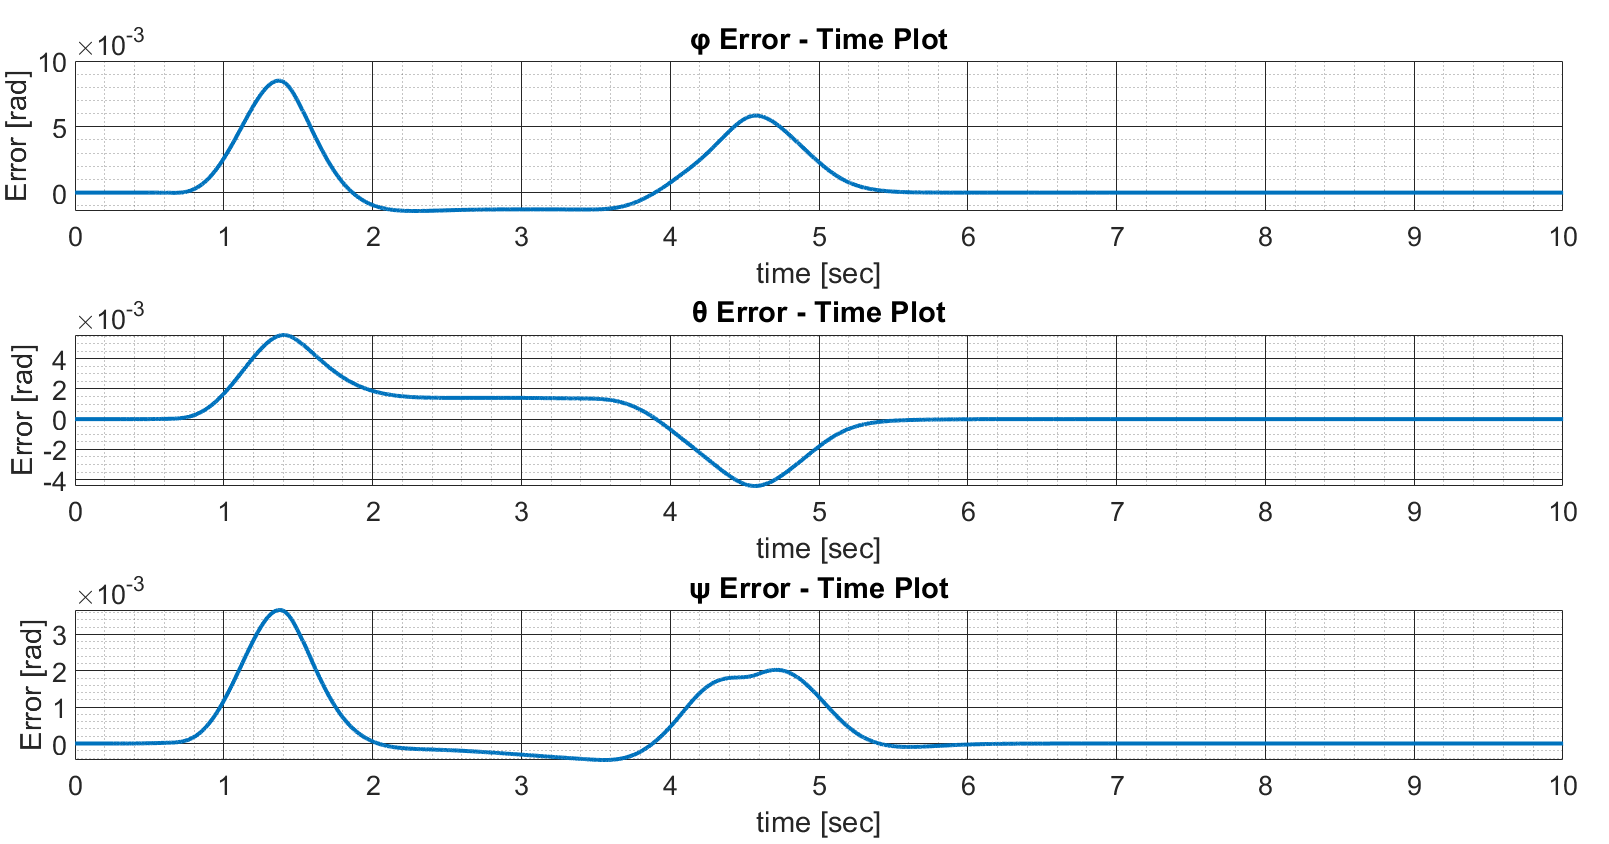 φ Error - Time Plot
×10-3
10
5
0
Error [rad]
0 1 2 3 4 5 6 7 8 9 10
time [sec]
θ Error - Time Plot
×10-3
4
2
0
-2
-4
Error [rad]
0 1 2 3 4 5 6 7 8 9 10
time [sec]
ψ Error - Time Plot
×10-3
3
2
1
0
Error [rad]
0 1 2 3 4 5 6 7 8 9 10
time [sec]